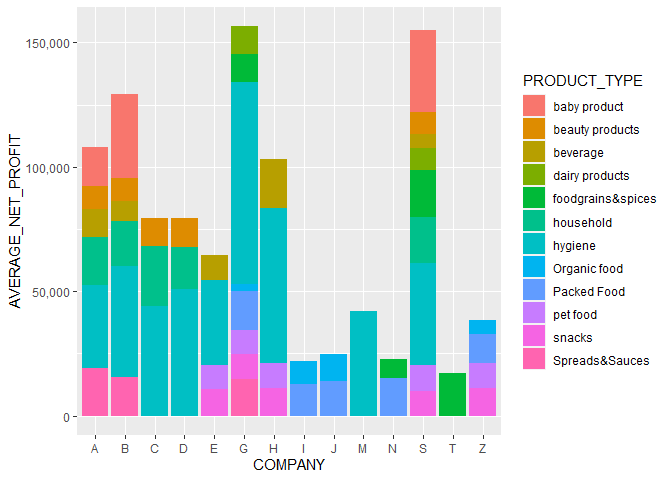 150,000
100,000
50,000
0
AVERAGE_NET_PROFIT
A B C D E G H I J M N S T Z
COMPANY
PRODUCT_TYPE
baby product
beauty products
beverage
dairy products
foodgrains&spices
household
hygiene
Organic food
Packed Food
pet food
snacks
Spreads&Sauces